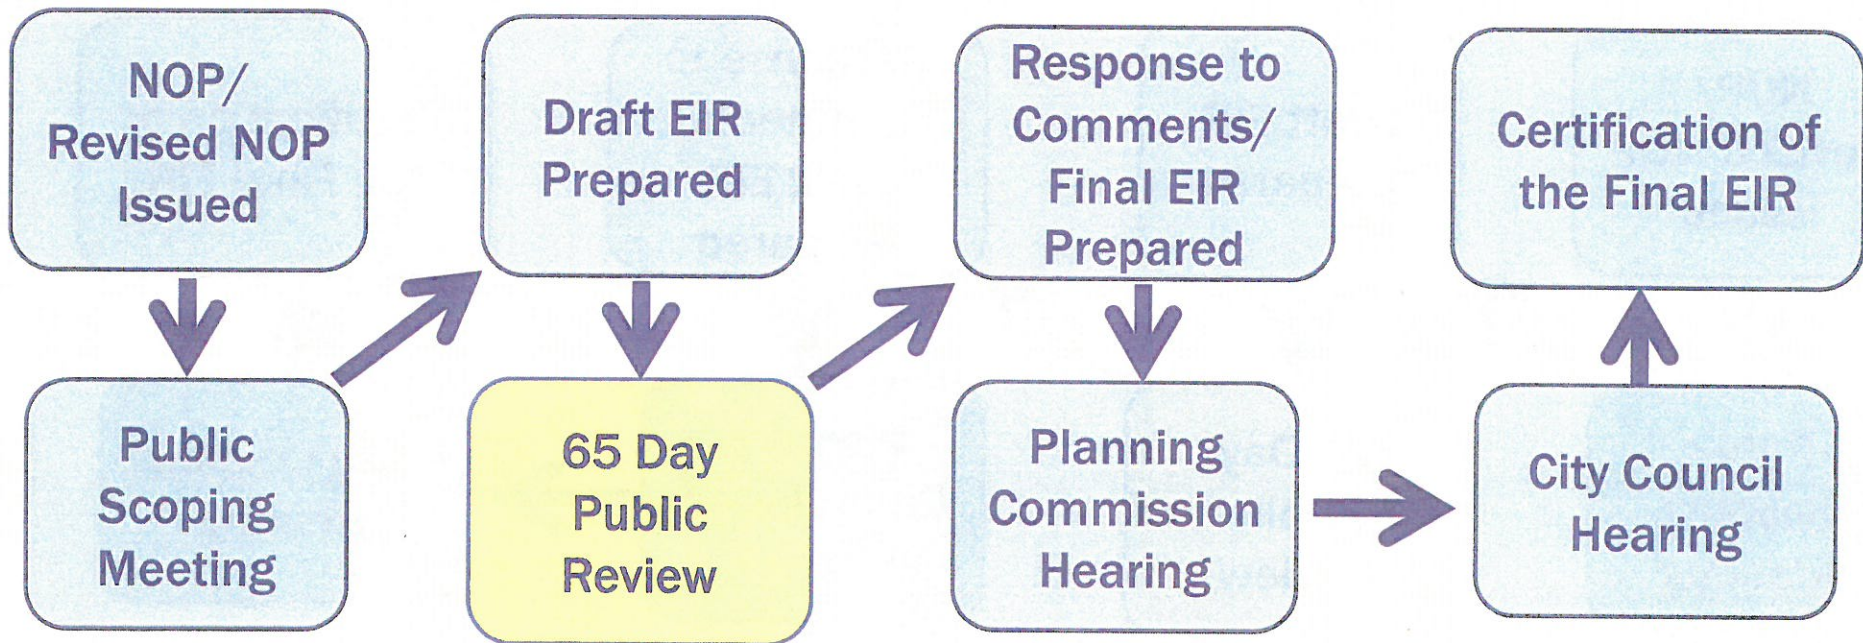 NOP/
Revised NOP
Issued
Public
Scoping
Meeting
Draft EIR
Prepared
65 Day
Public
Review
Response to
Comments/
Final EIR
Prepared
Planning
Commission
Hearing
City Council
Hearing
Certification of
the Final EIR